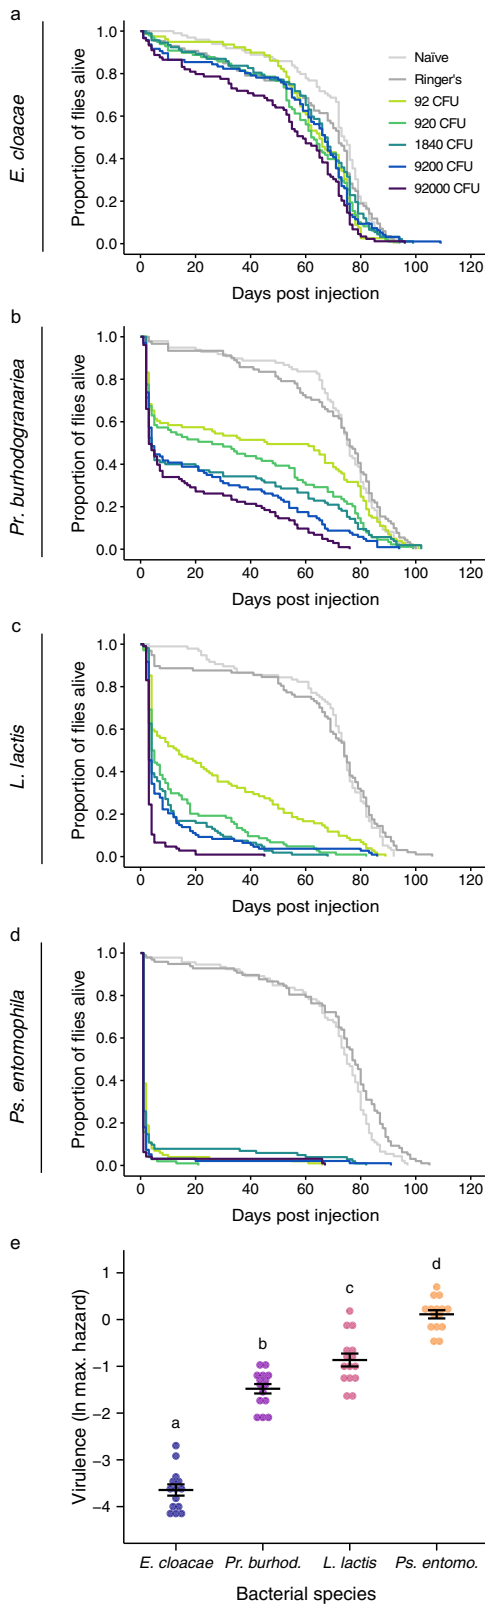 a
E. cloacae
Proportion of flies alive
1.0
0.8
0.6
0.4
0.2
0.0
Naïve
Ringer's
92 CFU
920 CFU
1840 CFU
9200 CFU
92000 CFU
0 20 40 60 80 100 120
Days post injection
b
Pr. burhodogranariea
Proportion of flies alive
1.0
0.8
0.6
0.4
0.2
0.0
0 20 40 60 80 100 120
Days post injection
c
L. lactis
Proportion of flies alive
1.0
0.8
0.6
0.4
0.2
0.0
0 20 40 60 80 100 120
Days post injection
d
Ps. entomophila
Proportion of flies alive
1.0
0.8
0.6
0.4
0.2
0.0
0 20 40 60 80 100 120
Days post injection
e
Virulence (ln max. hazard)
1
0
−1
−2
−3
−4
a
b
c
d
E. cloacae Pr. burhod. L. lactis Ps. entomo.
Bacterial species